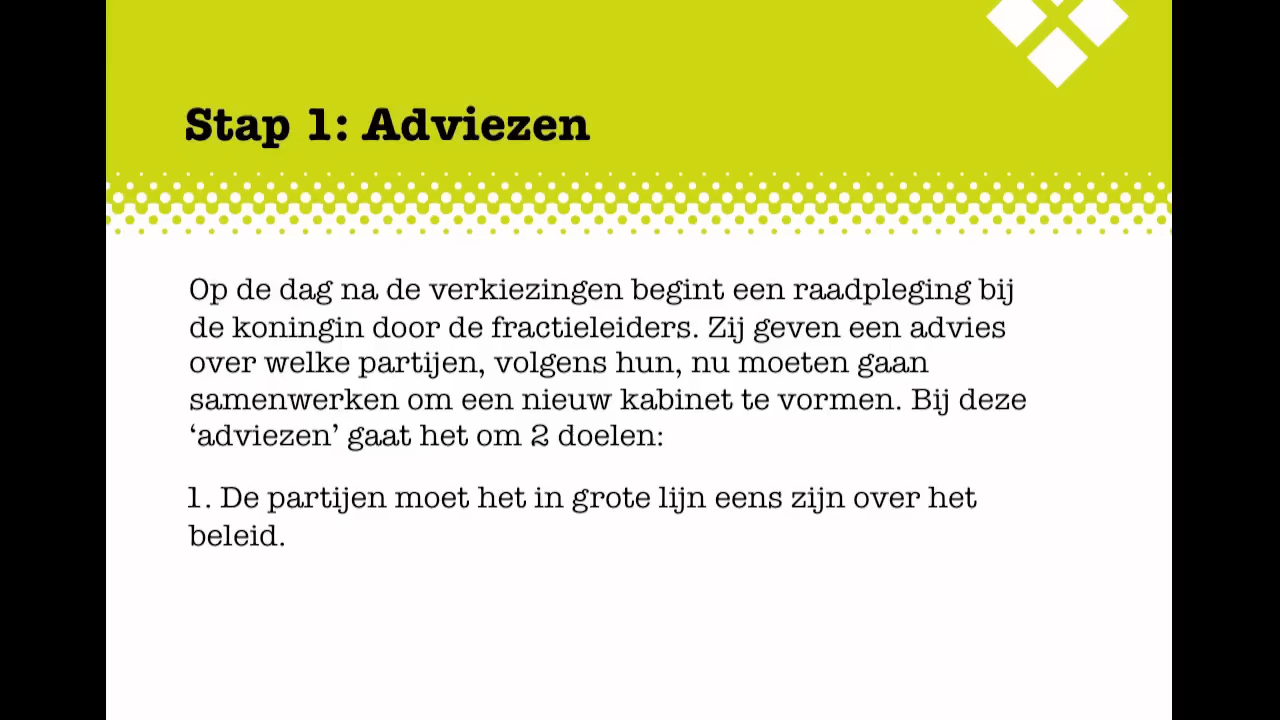 Stap 1: Adviezen
Op de dag na de verkiezingen begint een raadpleging bij
de koningin door de fractieleiders. Zij geven een advies
over welke partijen, volgens hun, nu moeten gaan
samenwerken om een nieuw kabinet te vormen. Bij deze
‘adviezen’ gaat het om 2 doelen:
1. De partijen moet het in grote lijn eens zijn over het
beleid.